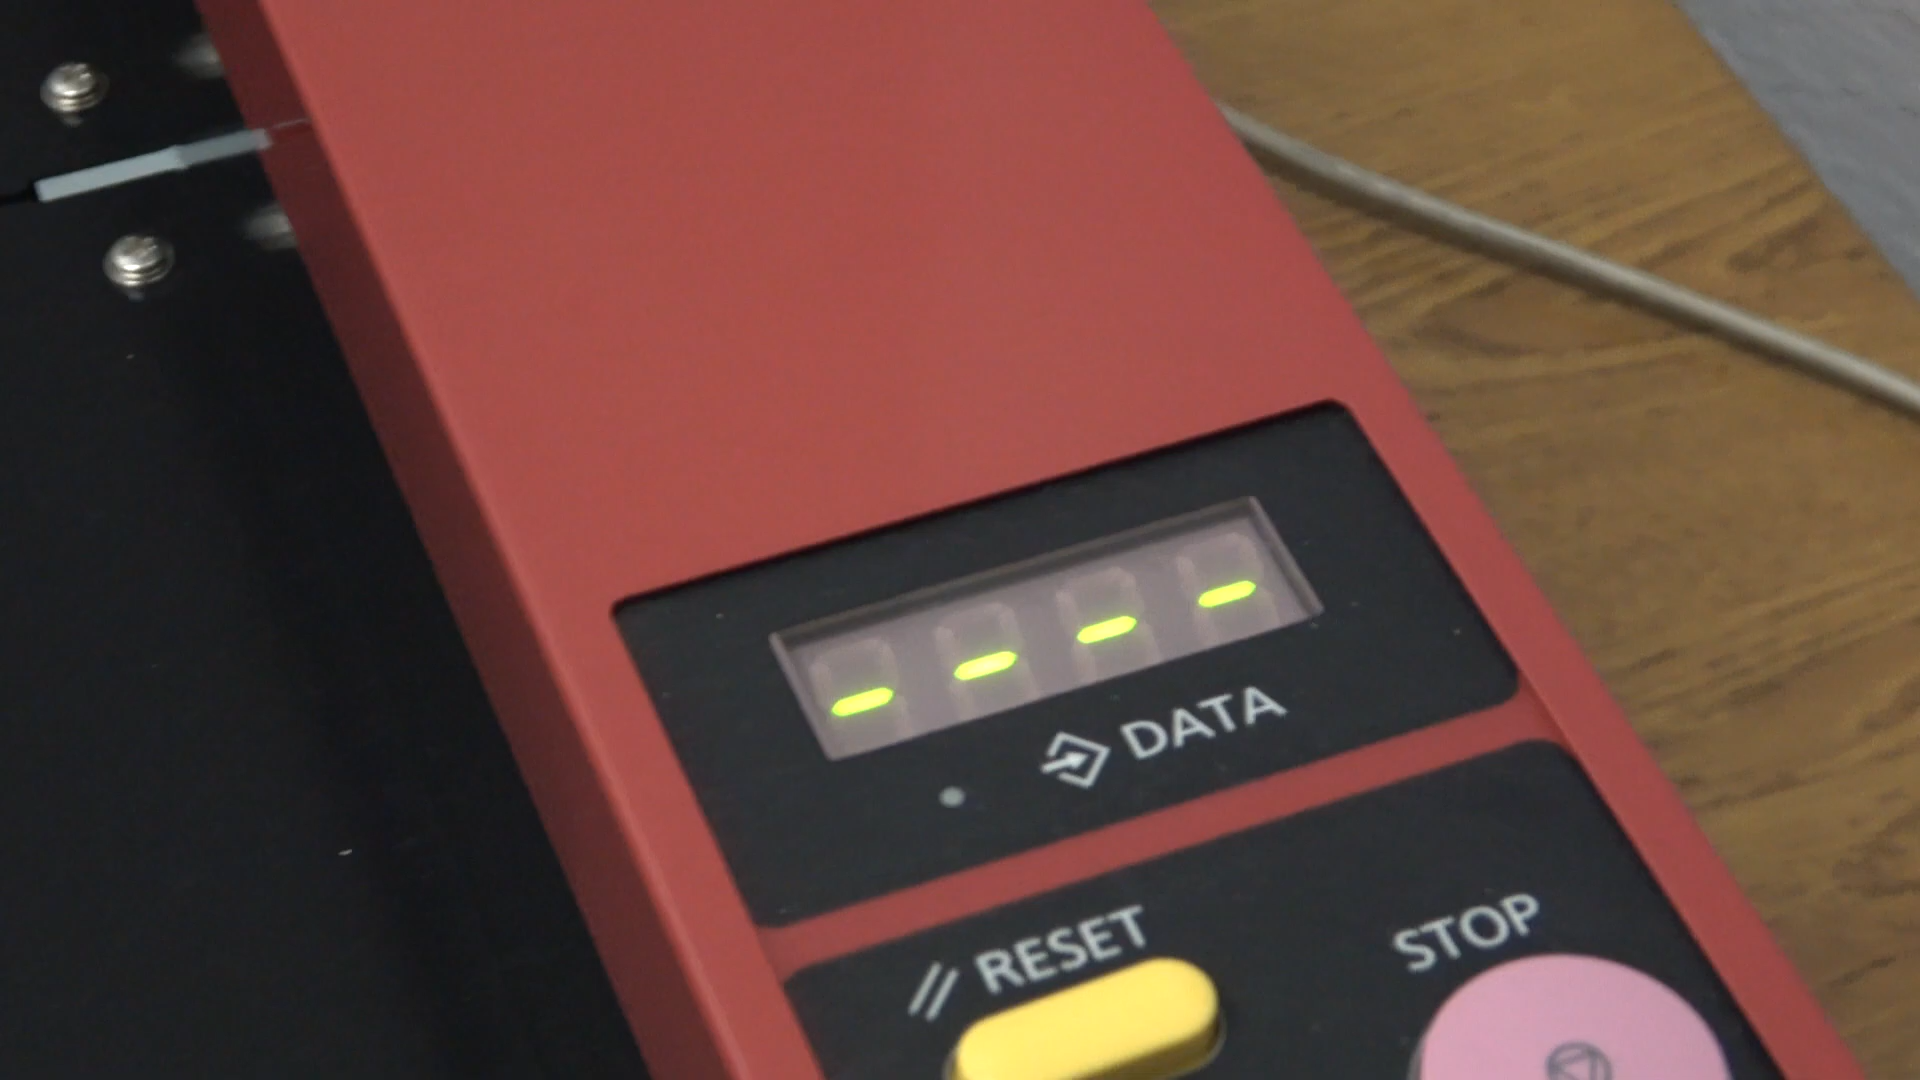 - - - -
DATA
// RESET
STOP